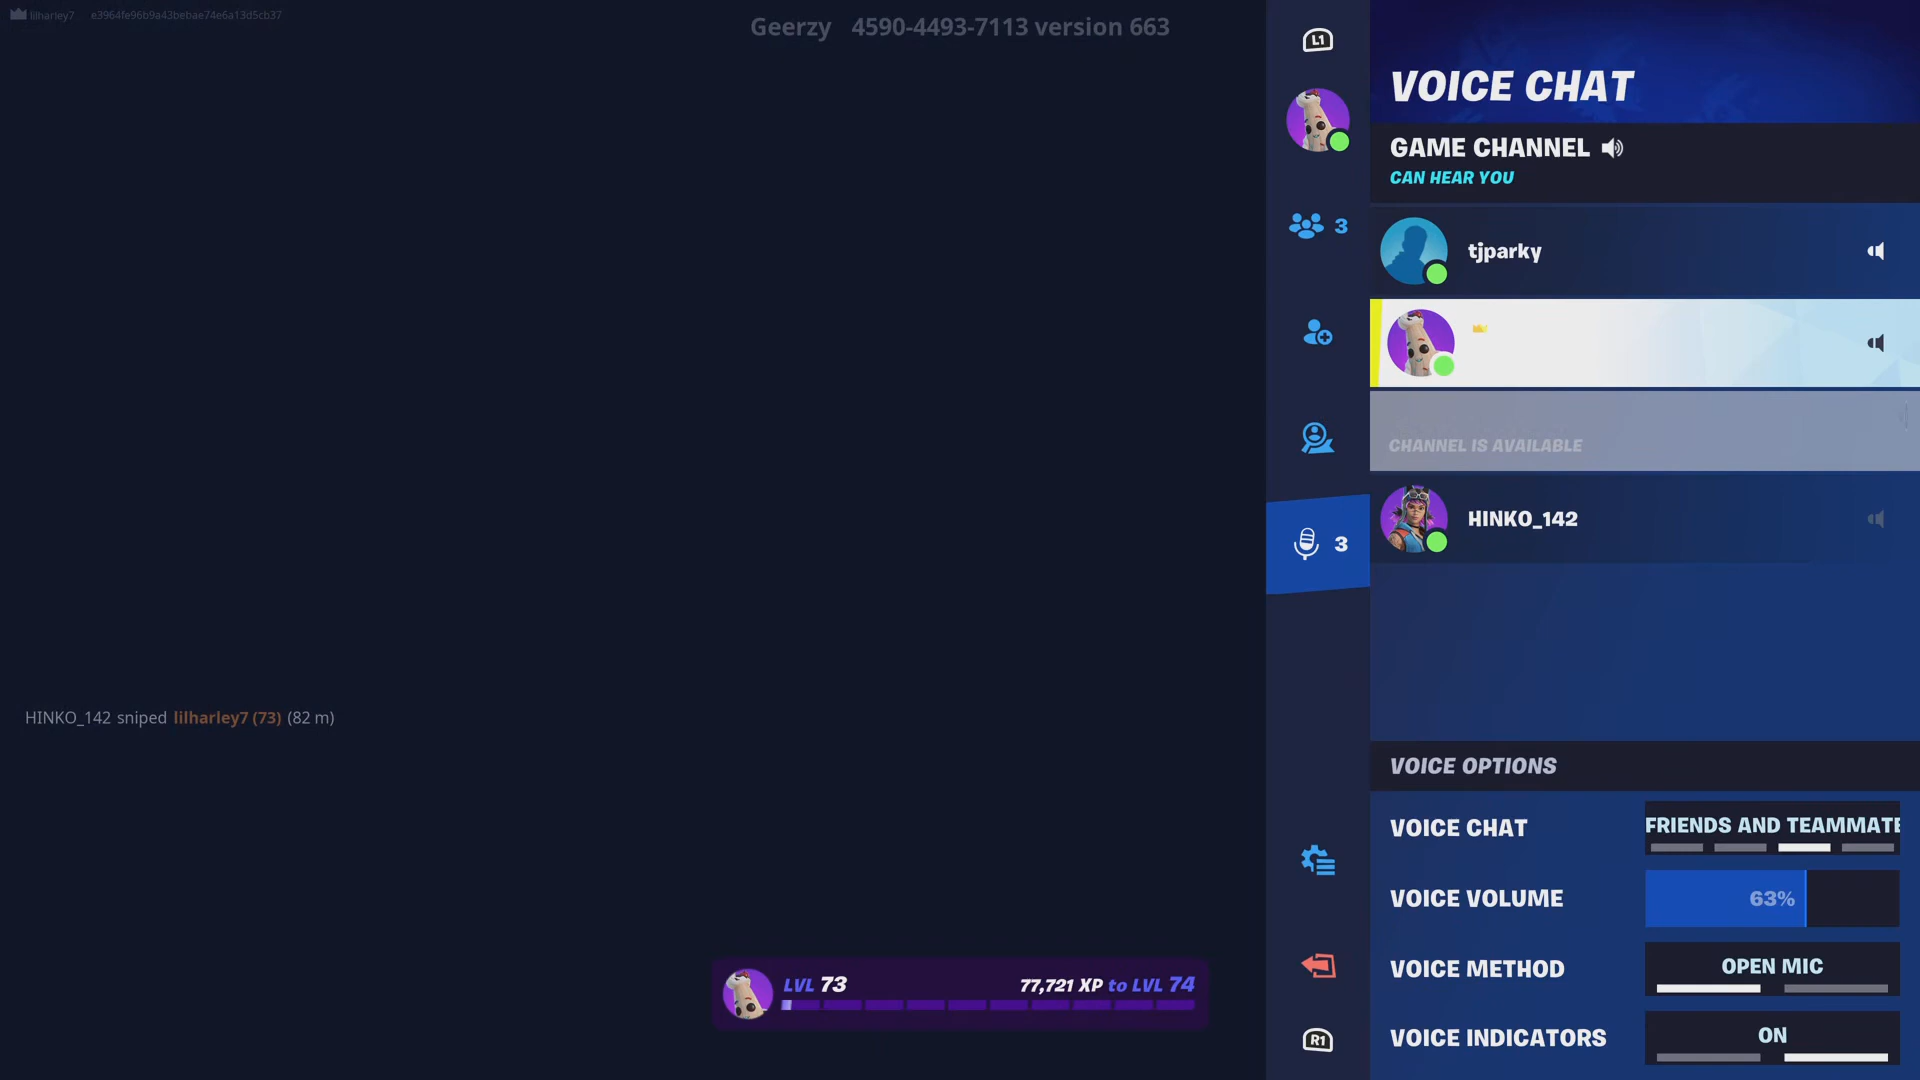 lilharley7 e3964fe96b9a43bebae74e6a13d5cb37
Geerzy 4590-4493-7113 version 663
L1
VOICE CHAT
GAME CHANNEL
CAN HEAR YOU
3
tjparky
CHANNEL IS AVAILABLE
HINKO_142
3
HINKO_142 sniped lilharley7 (73) (82 m)
VOICE OPTIONS
VOICE CHAT
FRIENDS AND TEAMMATE
VOICE VOLUME
63%
VOICE METHOD
OPEN MIC
LVL 73
77,721 XP to LVL 74
R1
VOICE INDICATORS
ON